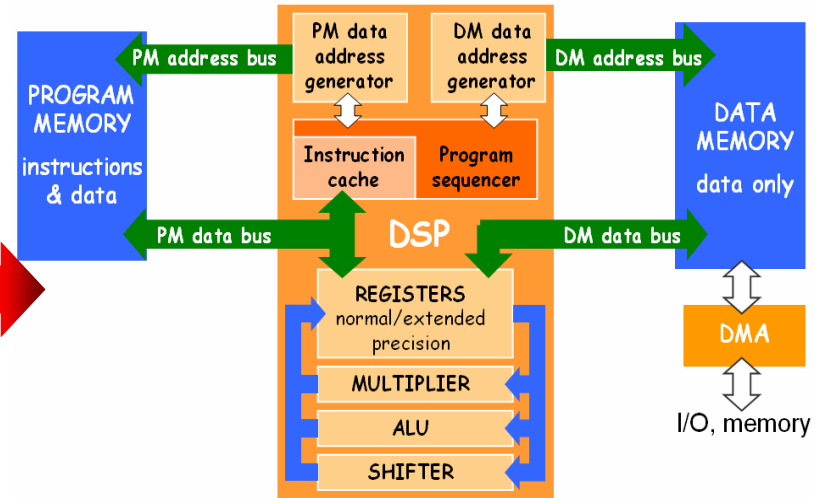 PM address bus
PM data
address
generator
DM data
address
generator
DM address bus
PROGRAM
MEMORY
instructions
& data
Instruction
cache
Program
sequencer
DATA
MEMORY
data only
PM data bus
DSP
DM data bus
REGISTERS
normal/extended
precision
MULTIPLIER
ALU
SHIFTER
DMA
I/O, memory